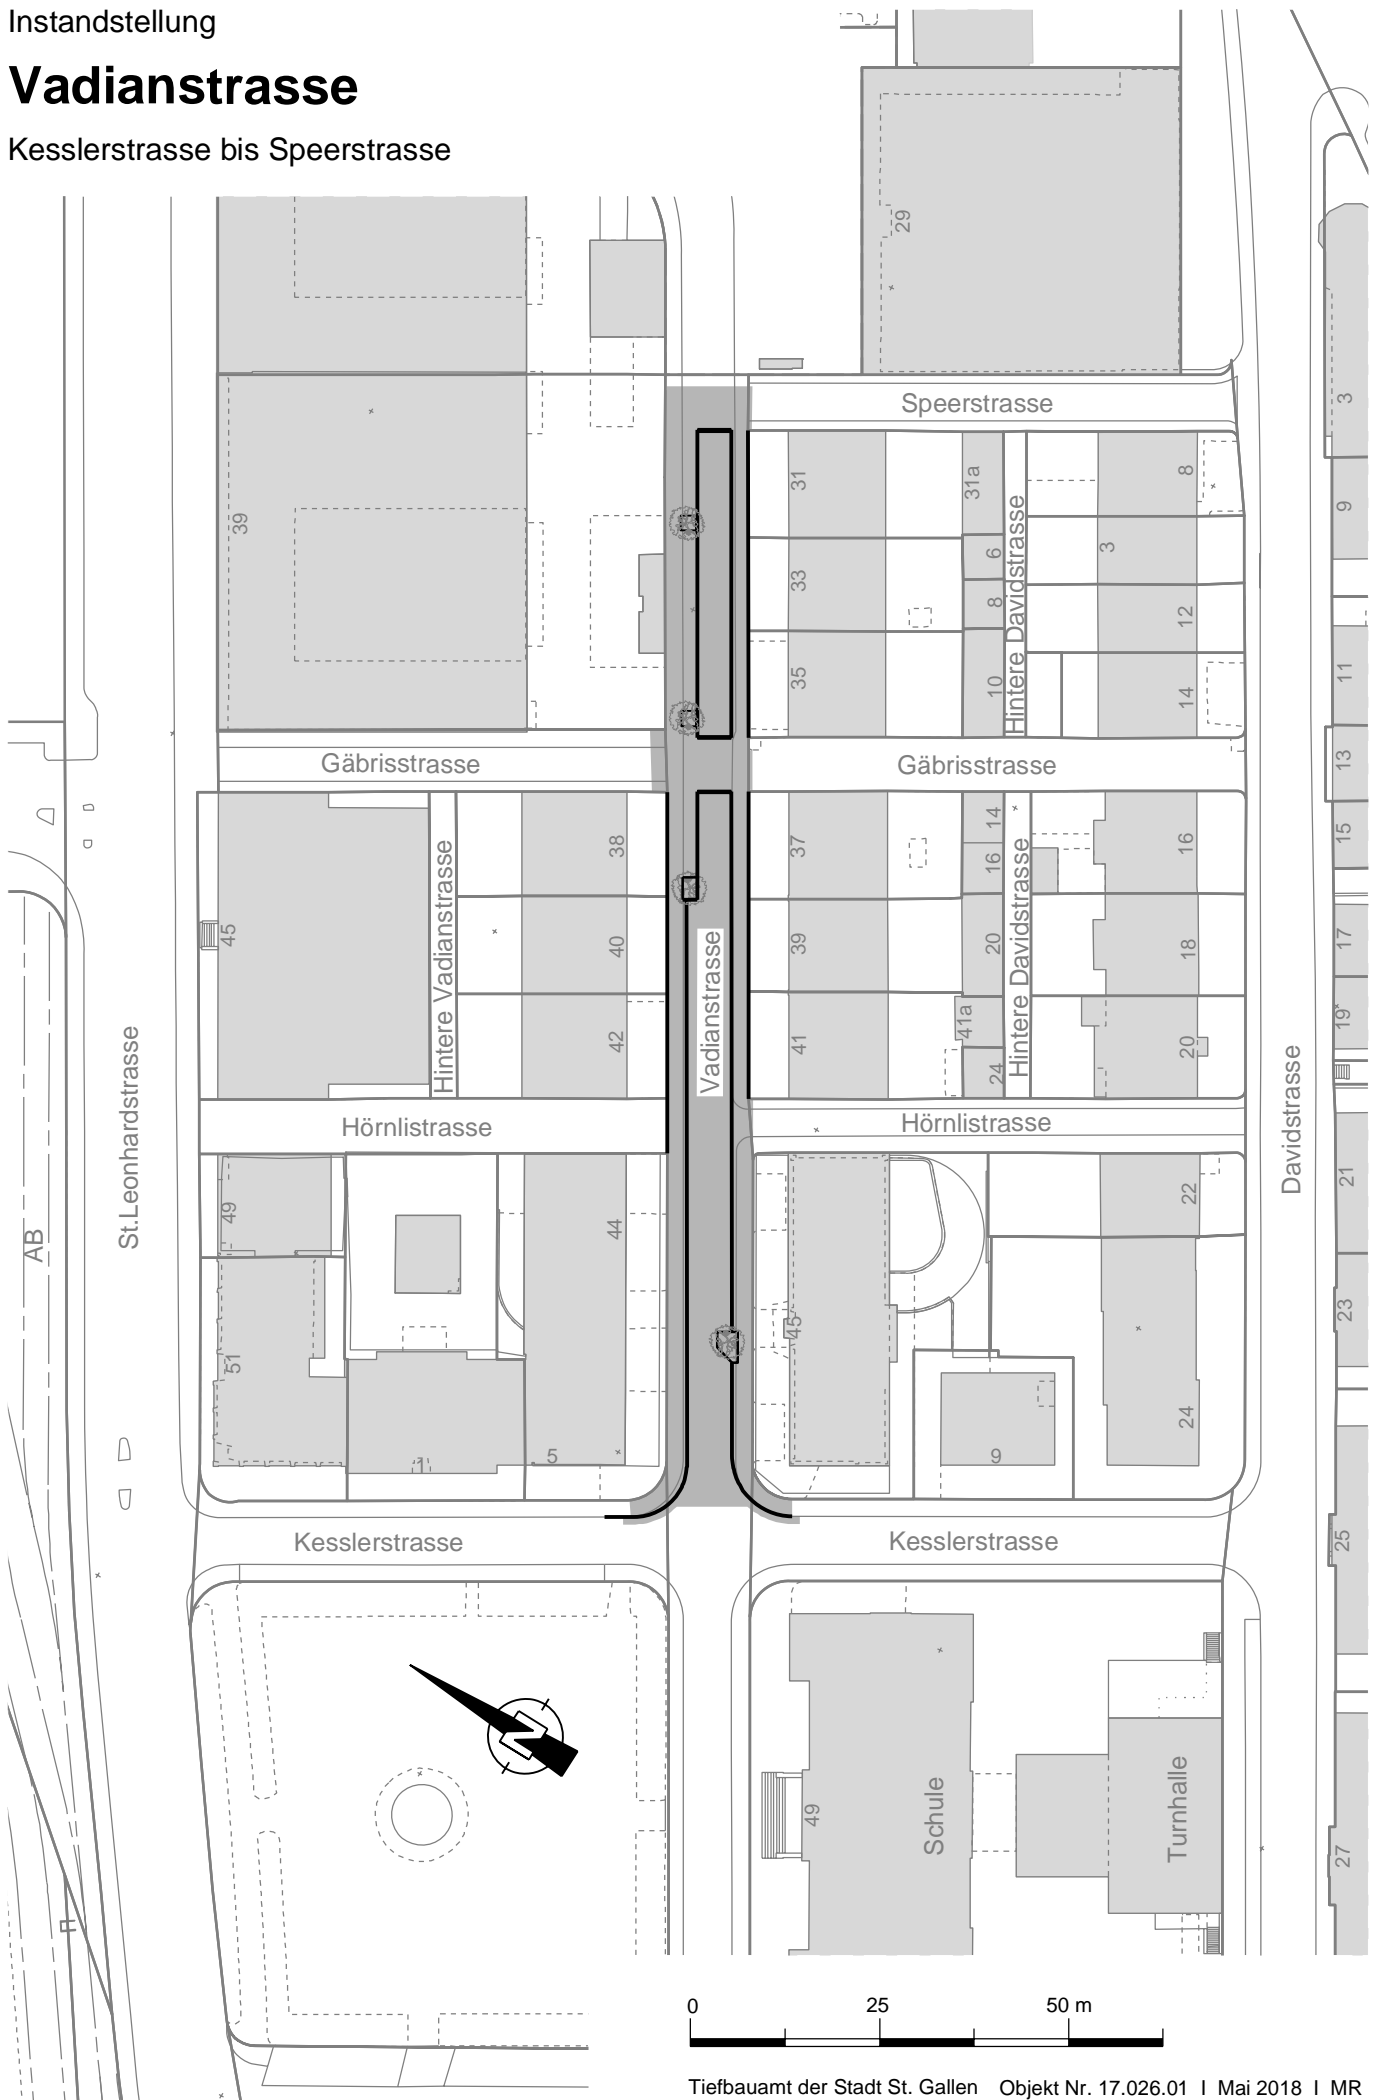 Instandstellung
Vadianstrasse
Kesslerstrasse bis Speerstrasse
29
Speerstrasse
3
31
31a
8
9
39
Hintere Davidstrasse
33
6
3
8
12
35
10
14
11
Gäbrisstrasse
Gäbrisstrasse
13
38
37
14
16
16
15
45
Hintere Vadianstrasse
40
Vadianstrasse
39
20
Hintere Davidstrasse
18
17
42
41
41a
24
20
19*
St.Leonhardstrasse
Hörnlistrasse
Hörnlistrasse
Davidstrasse
AB
49
44
22
21
51
45
23
1
5
9
24
Kesslerstrasse
Kesslerstrasse
25
49
Schule
Turnhalle
27
H
0 25 50 m
Tiefbauamt der Stadt St. Gallen Objekt Nr. 17.026.01 I Mai 2018 I MR